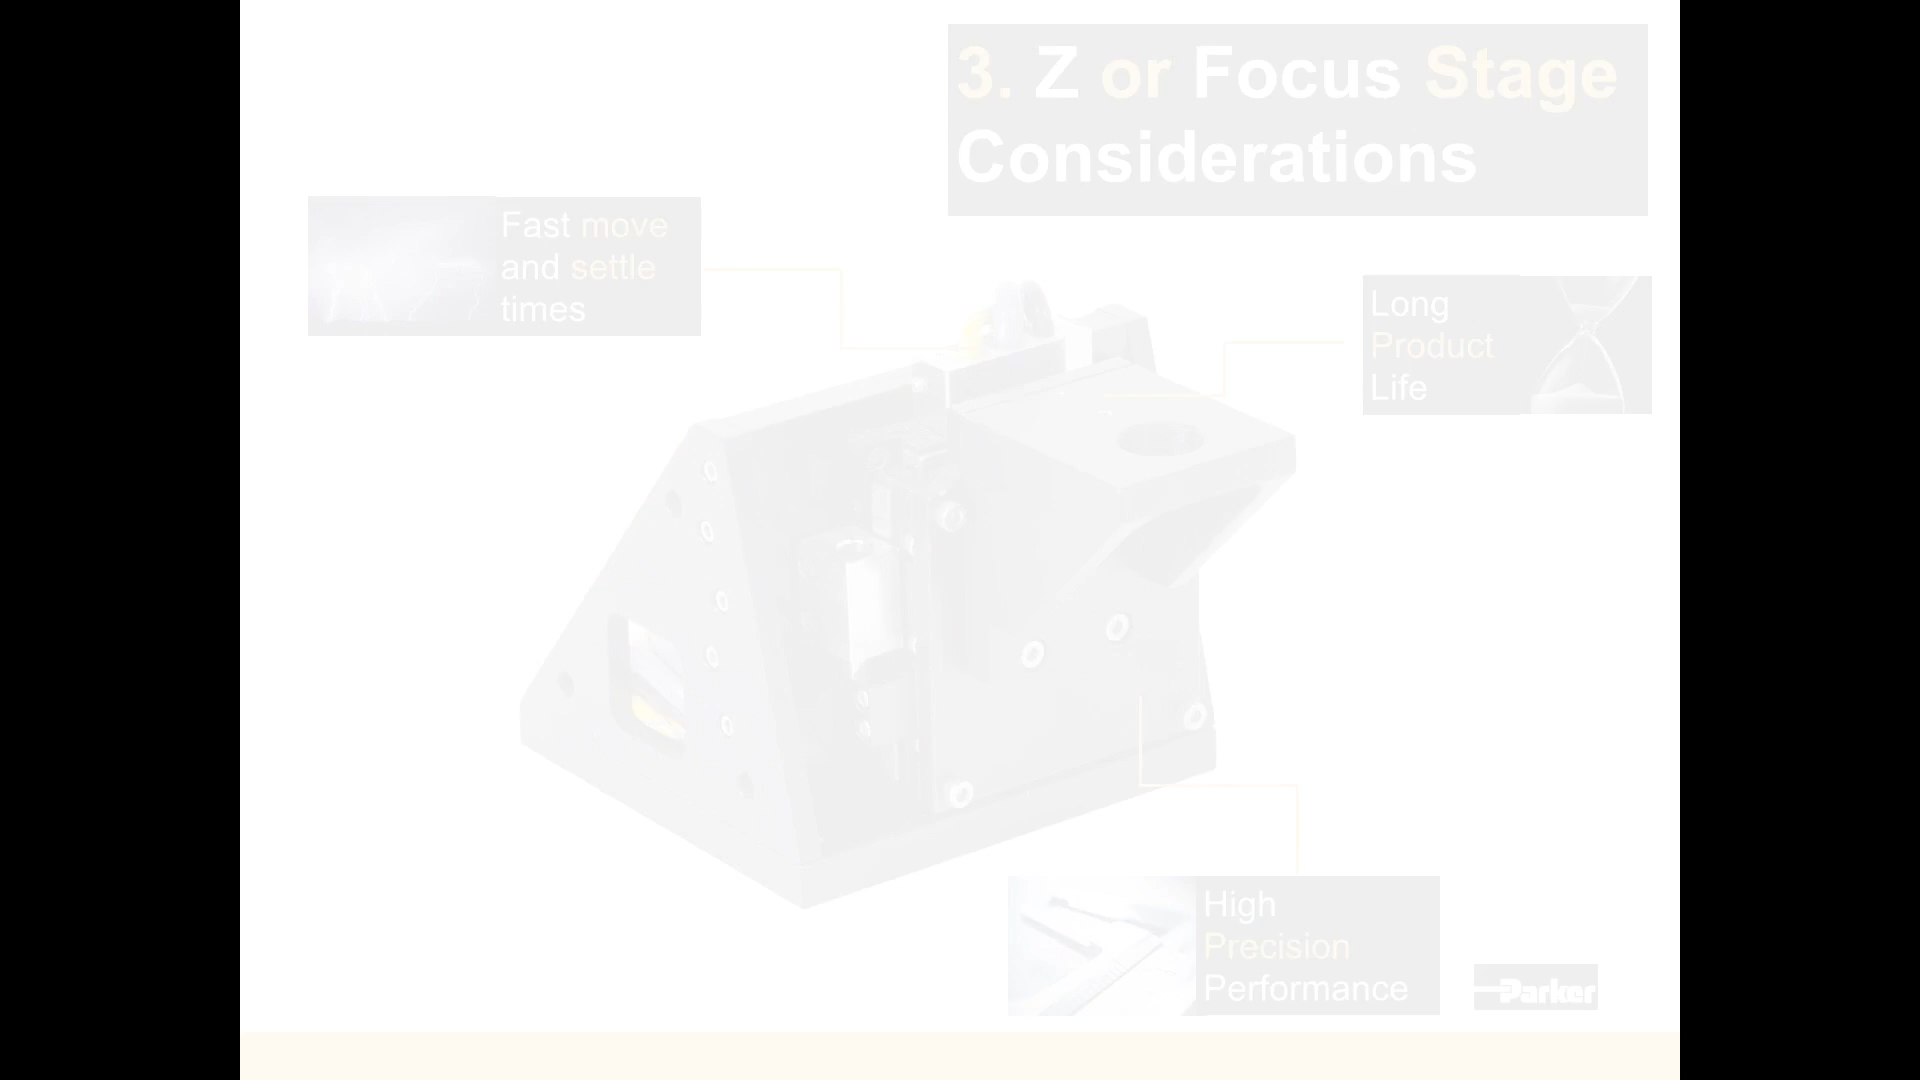 3. Z or Focus Stage
Considerations
Fast move
and settle
times
Long
Product
Life
High
Precision
Performance
Parker